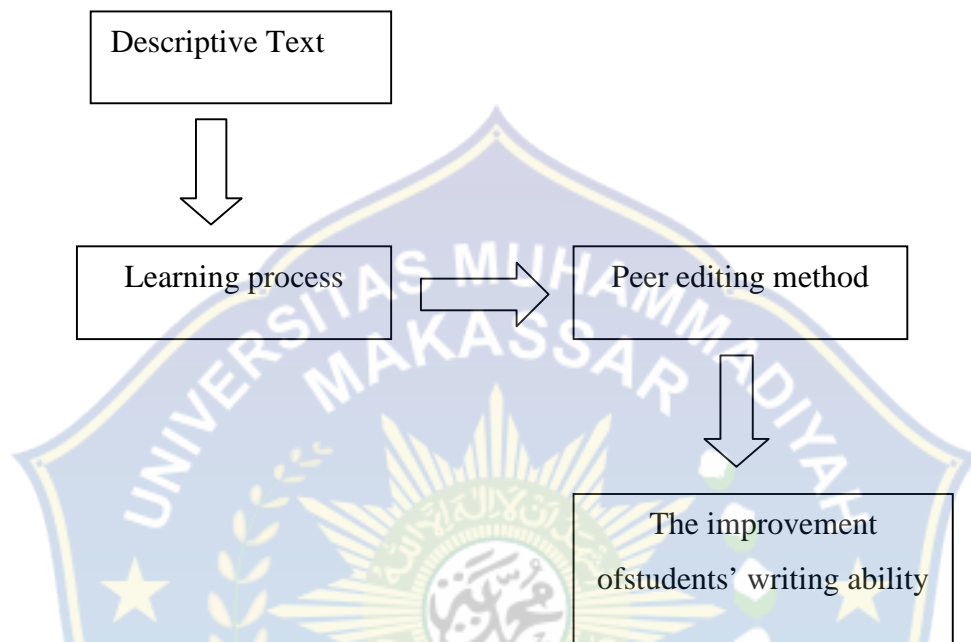 Descriptive Text
Learning process
Peer editing method
The improvement
ofstudents’ writing ability
UNIVERSITAS MUHAMMADIYAH
MAKASSAR